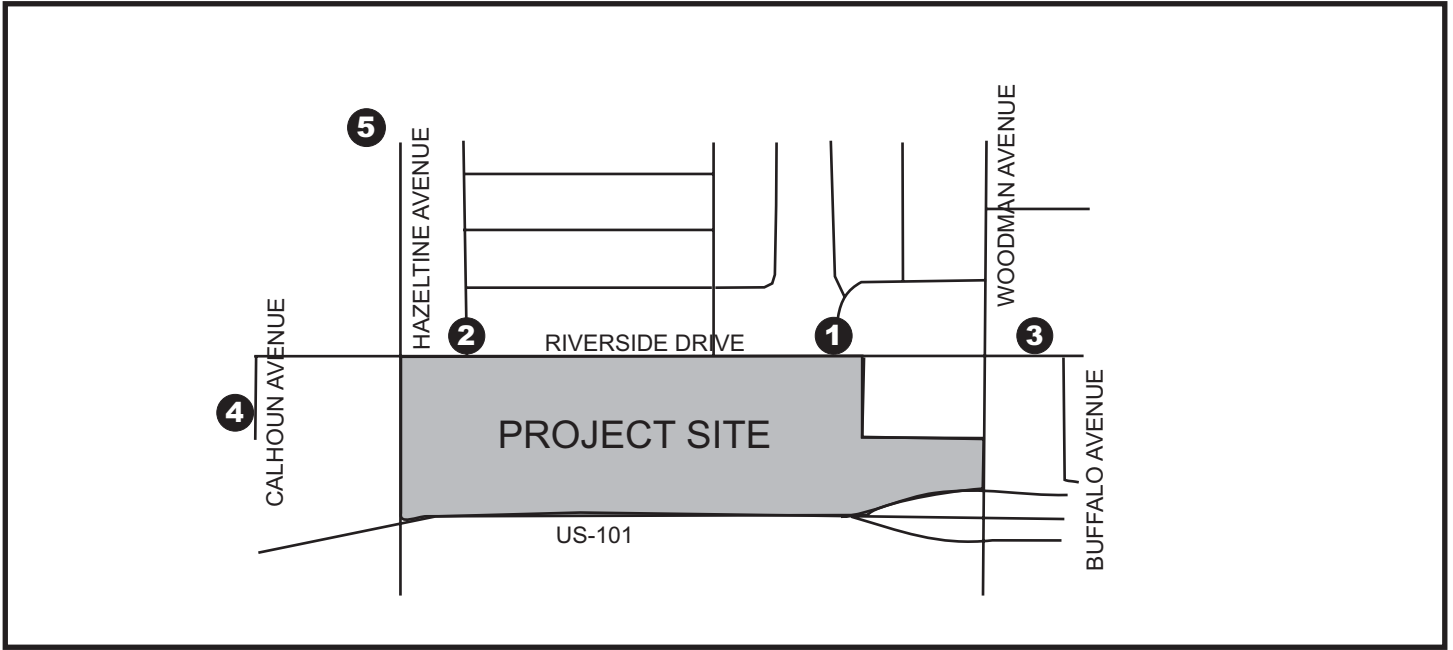 5
HAZELTINE AVENUE
WOODMAN AVENUE
CALHOUN AVENUE
2
RIVERSIDE DRIVE
1
3
4
PROJECT SITE
BUFFALO AVENUE
US-101